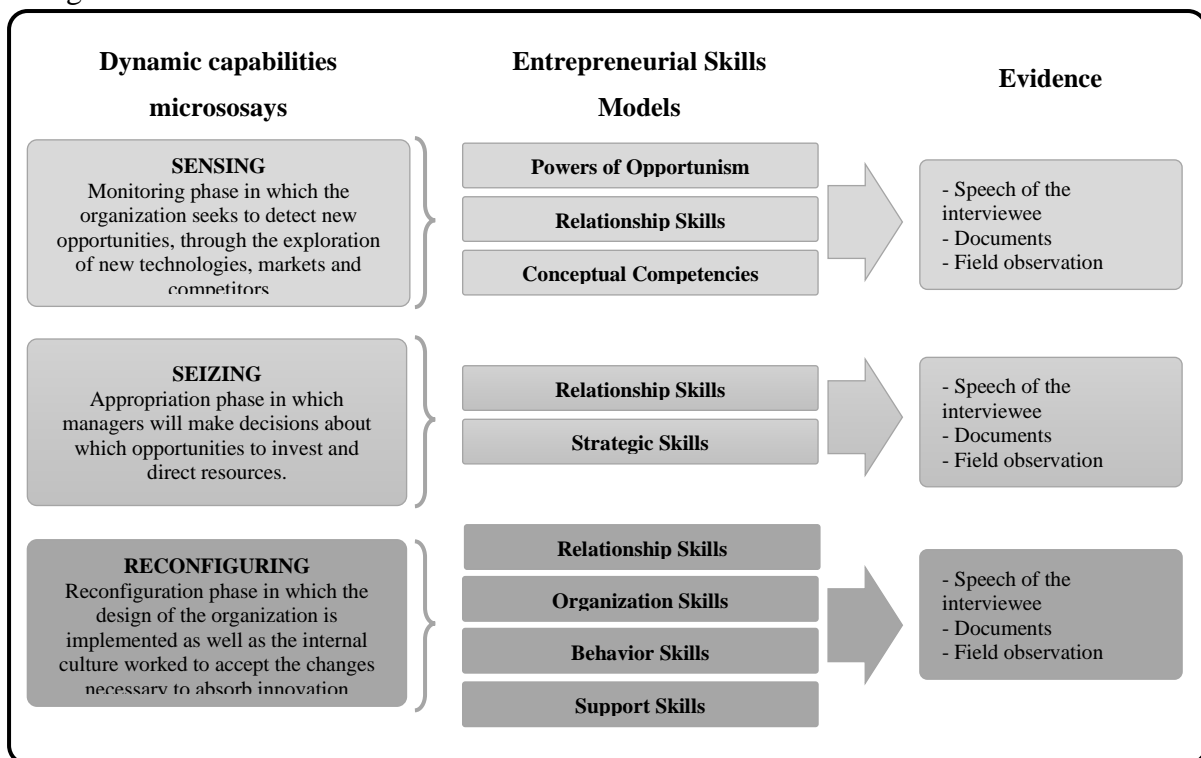 Dynamic capabilities
micrososays
Entrepreneurial Skills
Models
Evidence
SENSING
Monitoring phase in which the
organization seeks to detect new
opportunities, through the exploration
of new technologies, markets and
competitors
Powers of Opportunism
Relationship Skills
Conceptual Competencies
- Speech of the
interviewee
- Documents
- Field observation
SEIZING
Appropriation phase in which
managers will make decisions about
which opportunities to invest and
direct resources.
Relationship Skills
Strategic Skills
- Speech of the
interviewee
- Documents
- Field observation
RECONFIGURING
Reconfiguration phase in which the
design of the organization is
implemented as well as the internal
culture worked to accept the changes
necessary to absorb innovation
Relationship Skills
Organization Skills
Behavior Skills
Support Skills
- Speech of the
interviewee
- Documents
- Field observation